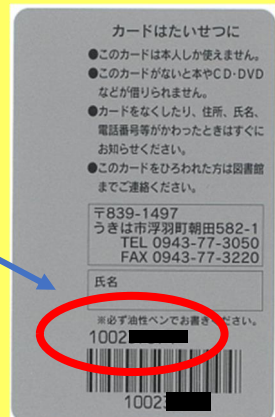 カードはたいせつに
●このカードは本人しか使えません。
●このカードがないと本やCD・DVD
などが借りられません。
●カードをなくしたり、住所、氏名、
電話番号等がかわったときはすぐに
お知らせください。
●このカードをひろわれた方は図書館
までご連絡ください。
〒839-1497
うきは市浮羽町朝田582-1
TEL 0943-77-3050
FAX 0943-77-3220
氏名
※必ず油性ペンでお書きください。
1002
1002